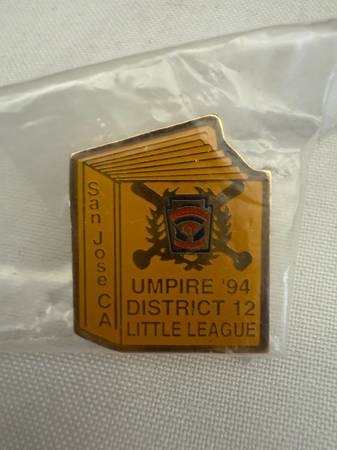 San Jose CA
UMPIRE '94
DISTRICT 12
LITTLE LEAGUE